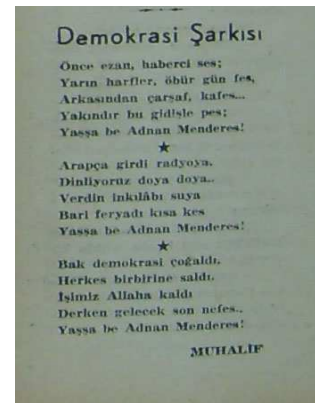 Demokrasi Şarkısı
Önce ezan, haberci ses;
Yarın harfler, öbür gün fes,
Arkasından çarşaf, kafes...
Yakındır bu gidişle pes;
Yaşşa be Adnan Menderes!
★
Arapça girdi radyoya.
Dinliyoruz doya doya..
Verdin inkılâbı suya
Bari feryadı kısa kes
Yaşşa be Adnan Menderes!
★
Bak demokrasi çoğaldı.
Herkes birbirine saldı.
İşimiz Allaha kaldı
Derken gelecek son nefes..
Yaşşa be Adnan Menderes!
MUHALİF